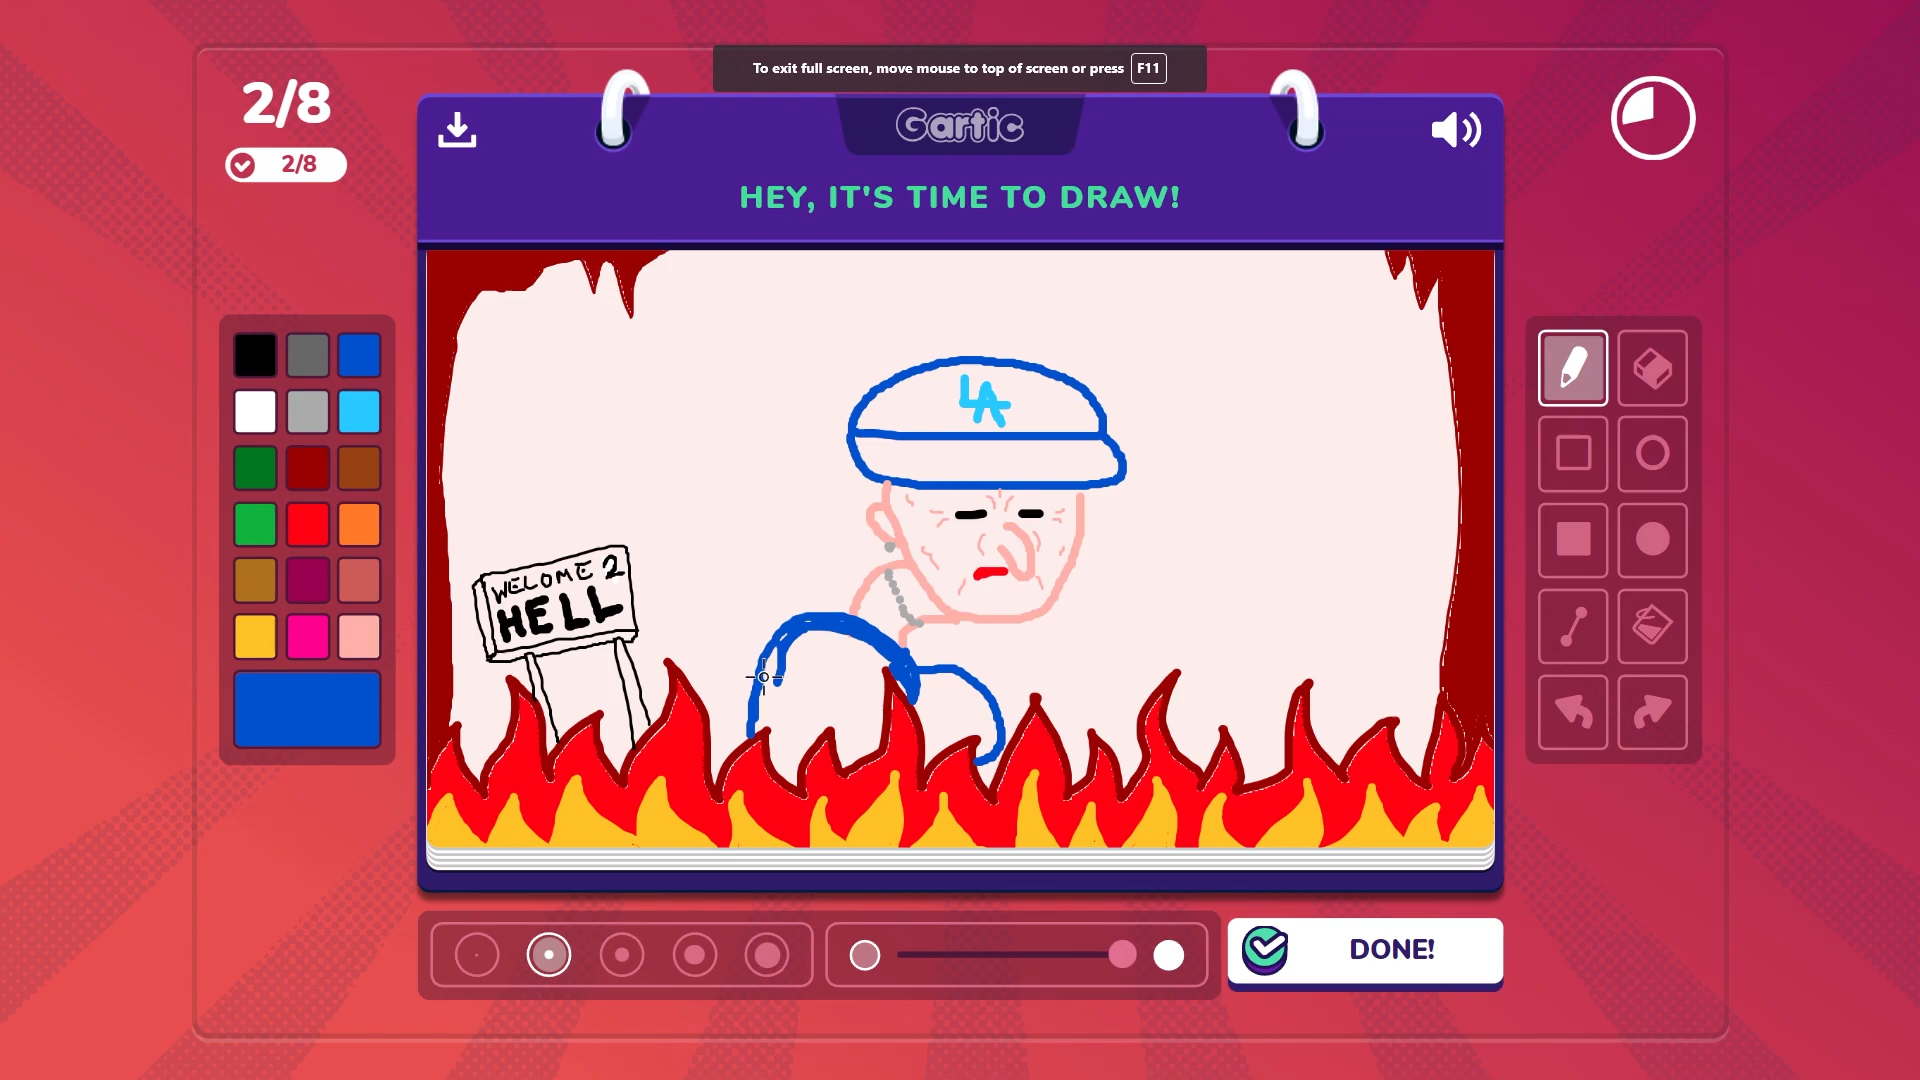 To exit full screen, move mouse to top of screen or press F11
2/8
2/8
Gartic
HEY, IT'S TIME TO DRAW!
LA
WELOME 2
HELL
DONE!